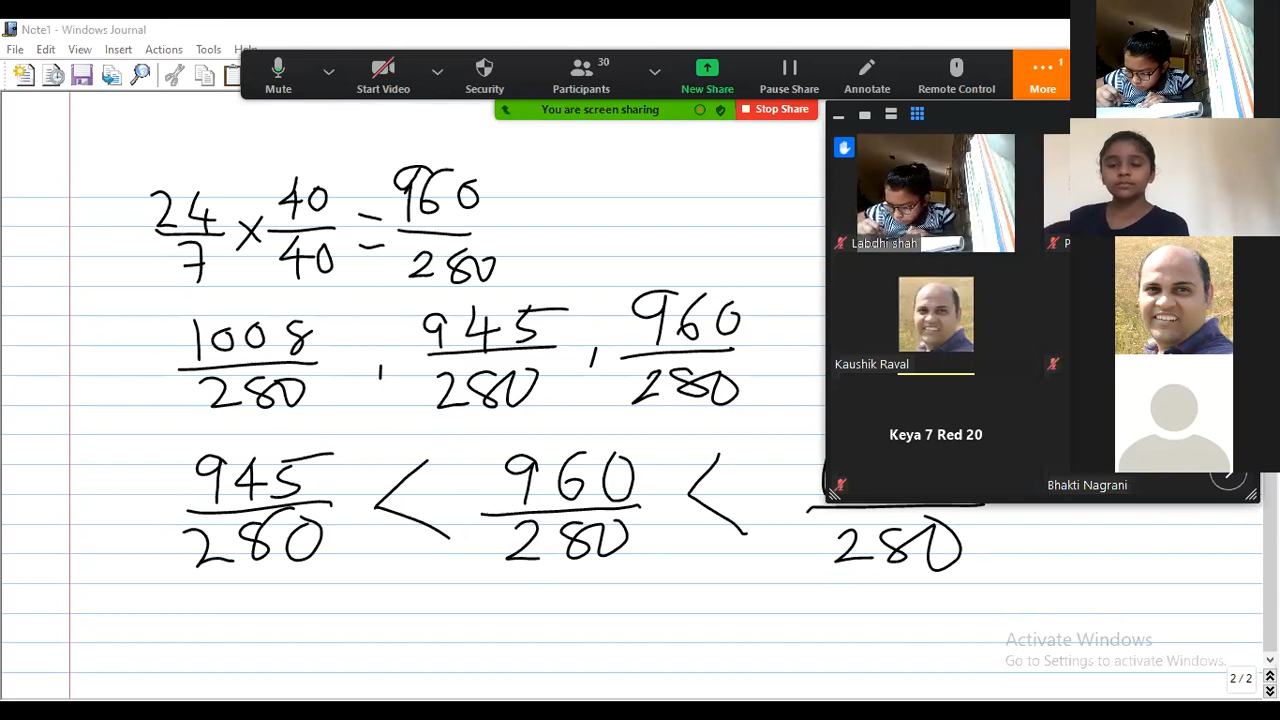 Note1 - Windows Journal
File Edit View Insert Actions Tools Help
Mute Start Video Security 30 Participants New Share Pause Share Annotate Remote Control 1 More
You are screen sharing Stop Share
24/7 × 40/40 = 960/280
1008/280 , 945/280 , 960/280
945/280 < 960/280 <
280
Labdhi shah
P
Kaushik Raval
Keya 7 Red 20
Bhakti Nagrani
Activate Windows
Go to Settings to activate Windows.
2 / 2